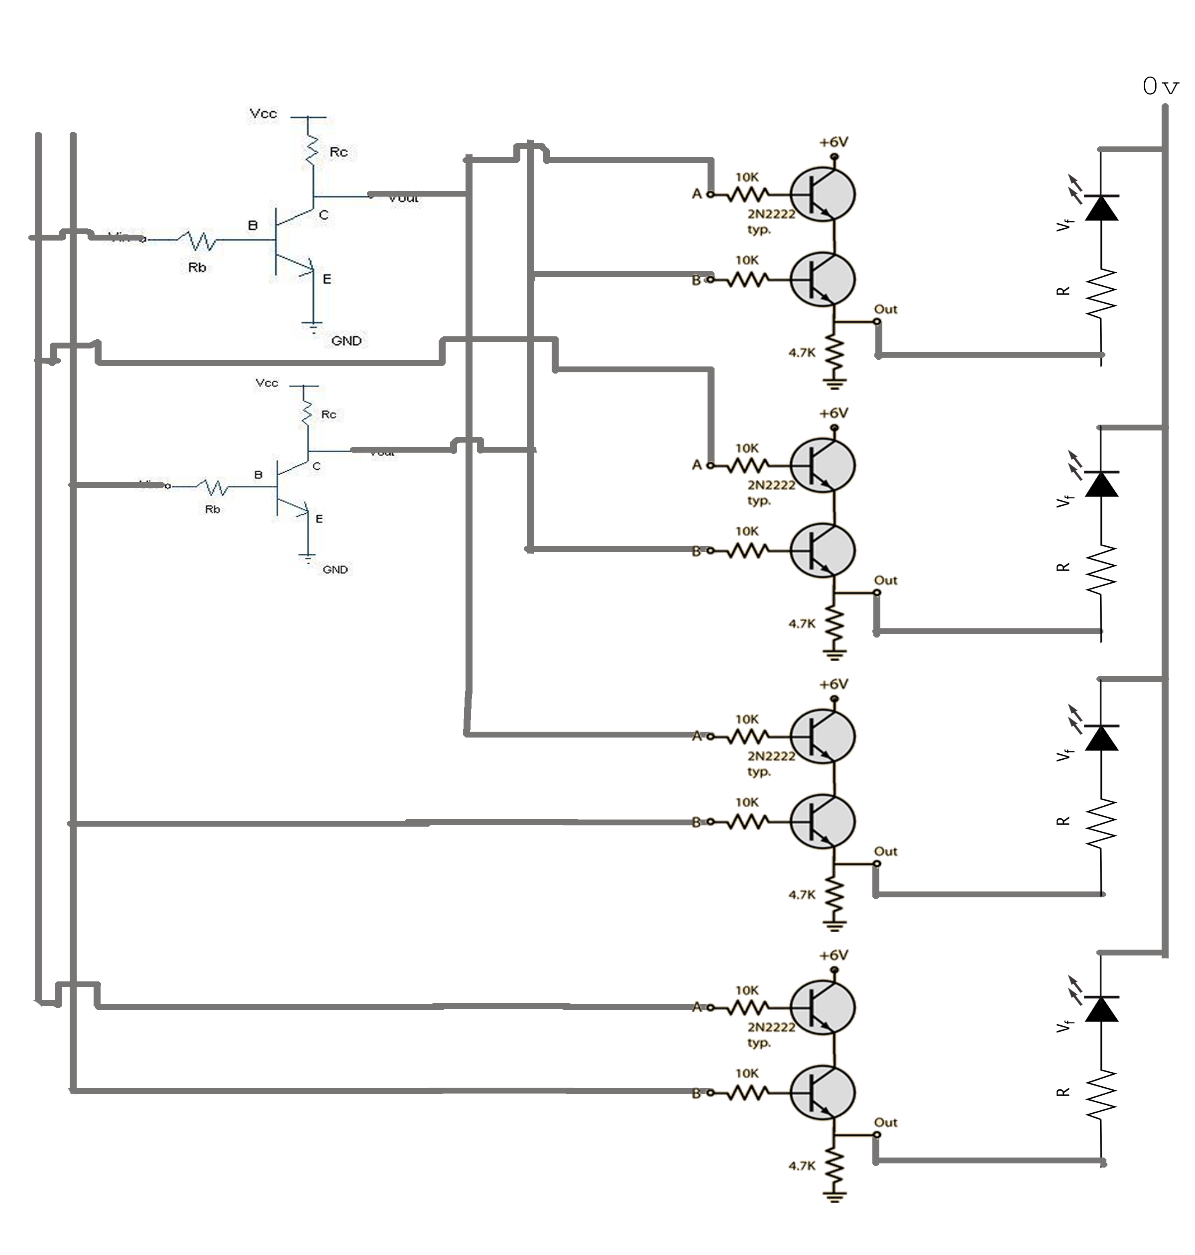 0v
Vcc
Rc
Vout
C
B
Vin
Rb
E
GND
Vcc
Rc
Vout
C
B
Rb
E
GND
+6V
10K
A
2N2222
typ.
10K
B
Out
4.7K
+6V
10K
A
2N2222
typ.
10K
B
Out
4.7K
+6V
10K
A
2N2222
typ.
10K
B
Out
4.7K
+6V
10K
A
2N2222
typ.
10K
B
Out
4.7K
Vf
R
Vf
R
Vf
R
Vf
R